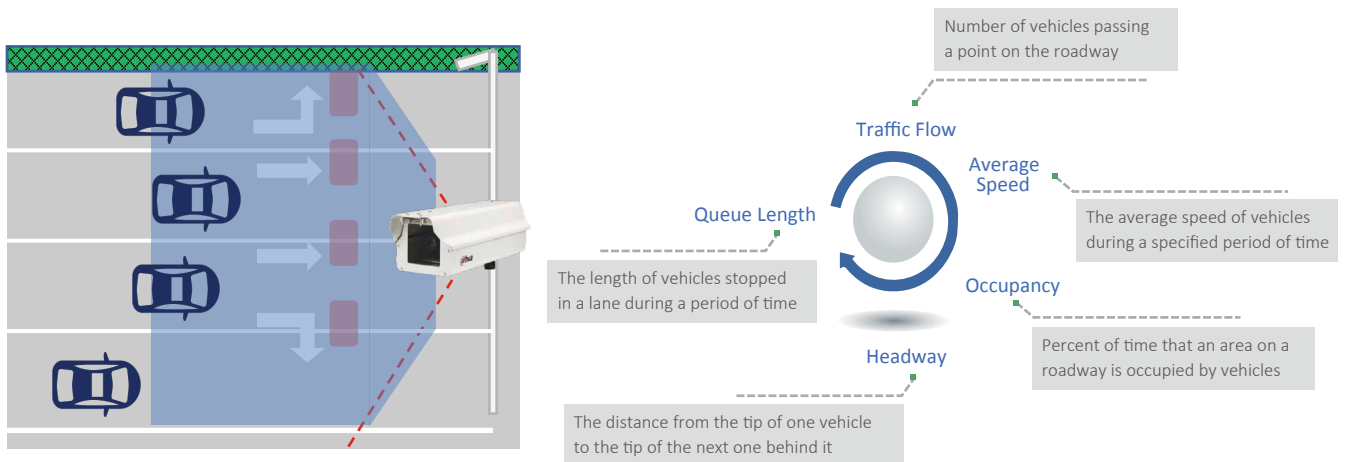 Number of vehicles passing
a point on the roadway
Traffic Flow
Average
Speed
The average speed of vehicles
during a specified period of time
Queue Length
The length of vehicles stopped
in a lane during a period of time
Occupancy
Percent of time that an area on a
roadway is occupied by vehicles
Headway
The distance from the tip of one vehicle
to the tip of the next one behind it